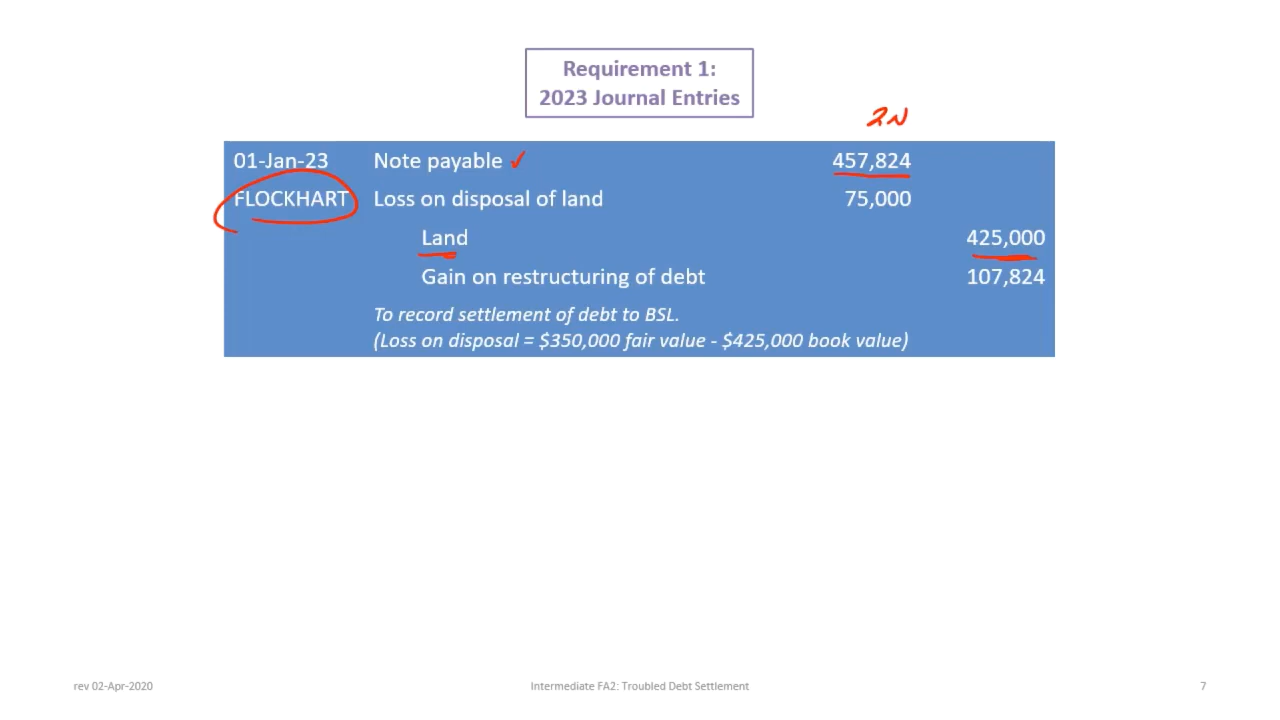 Requirement 1:
2023 Journal Entries
2N
01-Jan-23 Note payable ✓ 457,824
FLOCKHART Loss on disposal of land 75,000
Land 425,000
Gain on restructuring of debt 107,824
To record settlement of debt to BSL.
(Loss on disposal = $350,000 fair value - $425,000 book value)
rev 02-Apr-2020 Intermediate FA2: Troubled Debt Settlement 7